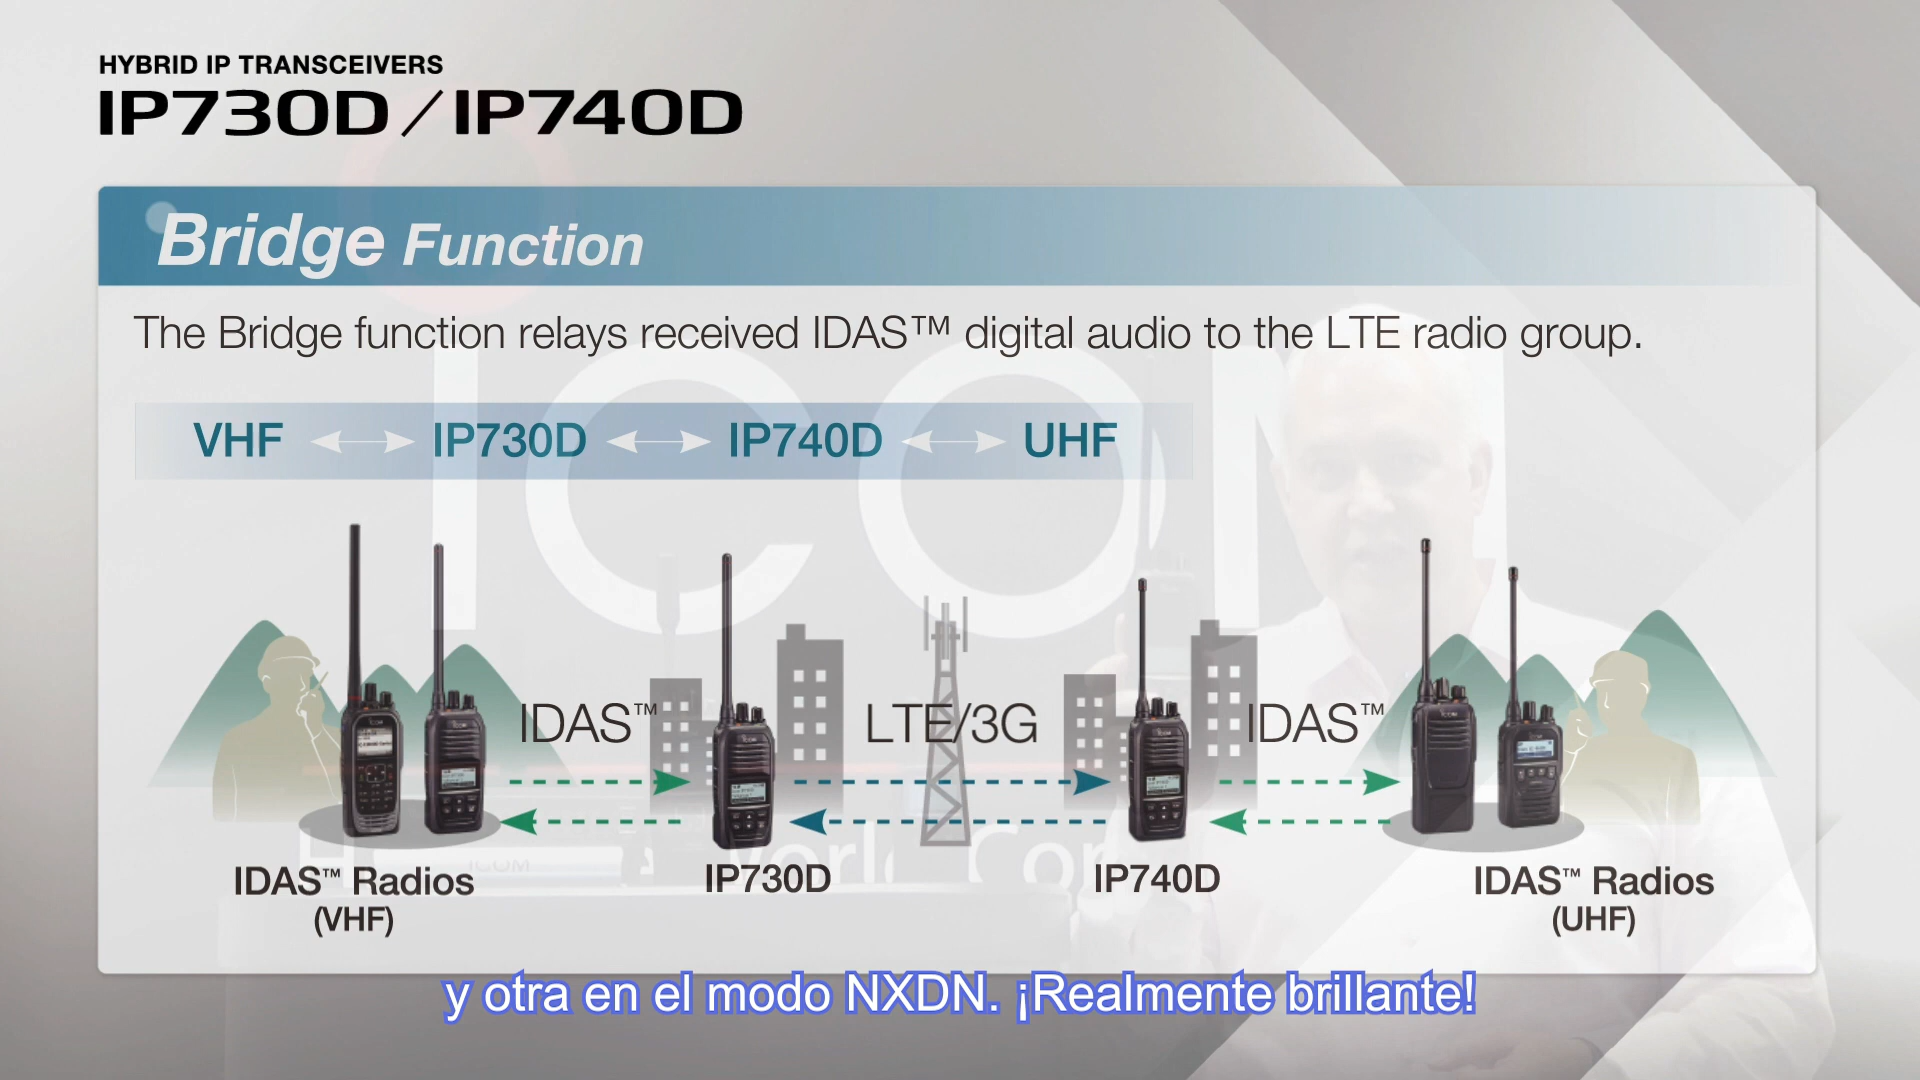 HYBRID IP TRANSCEIVERS
IP730D/IP740D
Bridge Function
The Bridge function relays received IDAS™ digital audio to the LTE radio group.
ICOM
VHF IP730D IP740D UHF
IDAS™ LTE/3G IDAS™
IDAS™ Radios
(VHF)
IP730D
IP740D
IDAS™ Radios
(UHF)
y otra en el modo NXDN. ¡Realmente brillante!